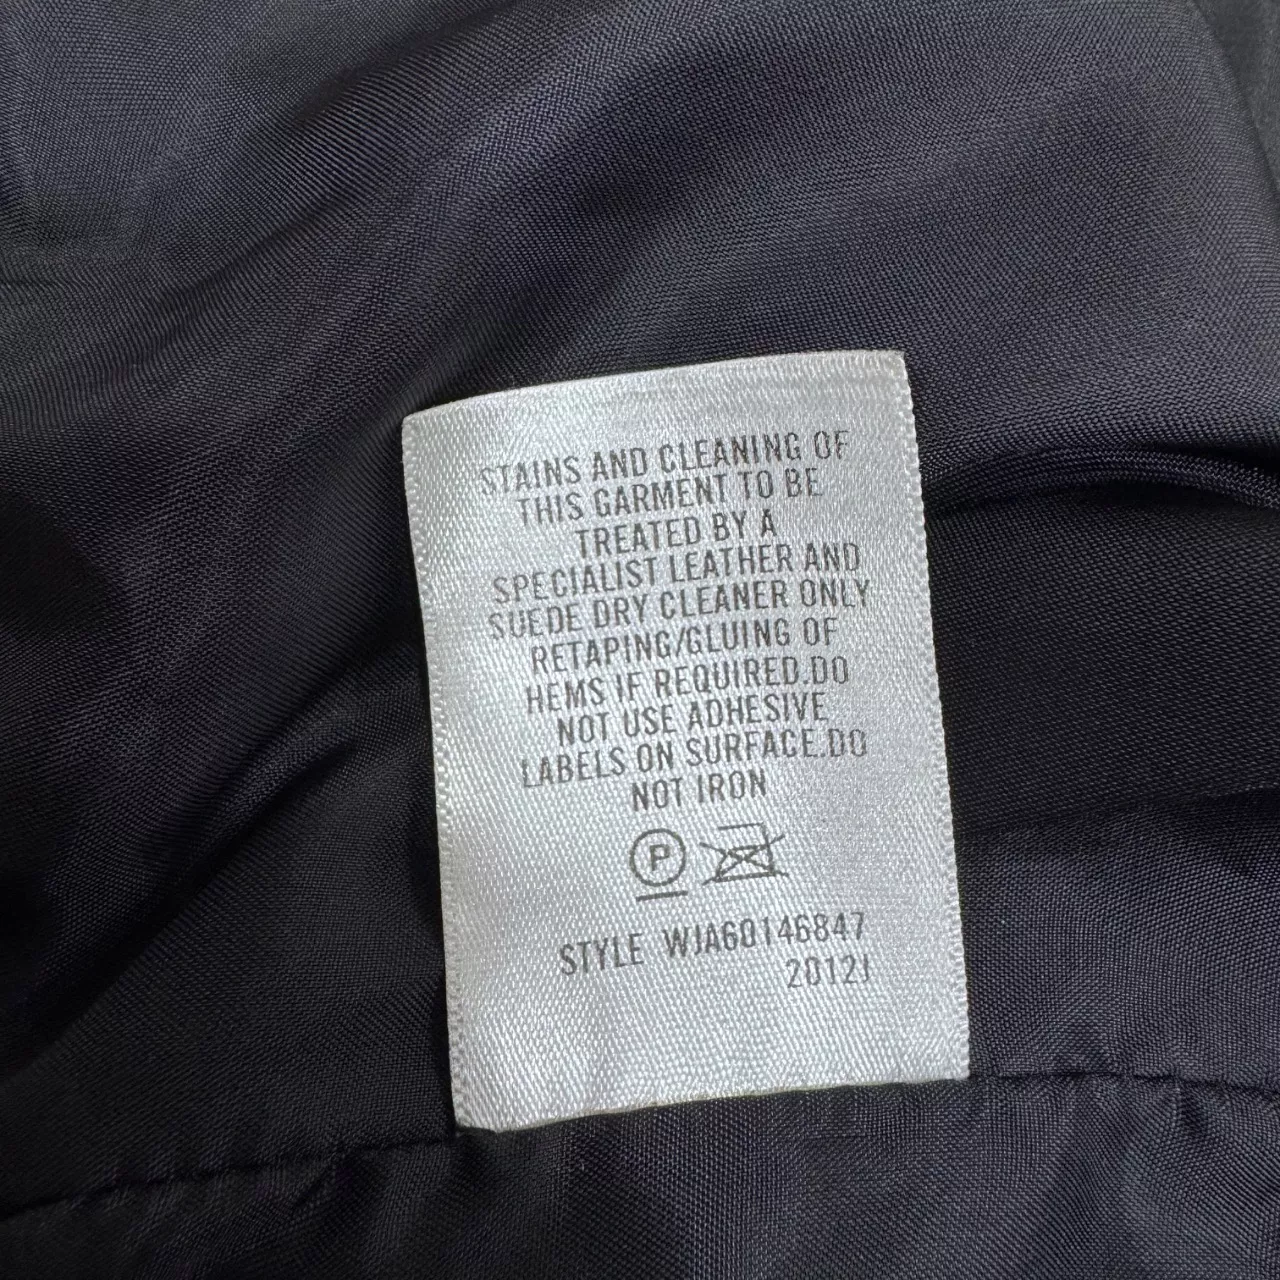 STAINS AND CLEANING OF
THIS GARMENT TO BE
TREATED BY A
SPECIALIST LEATHER AND
SUEDE DRY CLEANER ONLY
RETAPING/GLUING OF
HEMS IF REQUIRED.DO
NOT USE ADHESIVE
LABELS ON SURFACE.DO
NOT IRON
P
STYLE WJA60146847
2012J